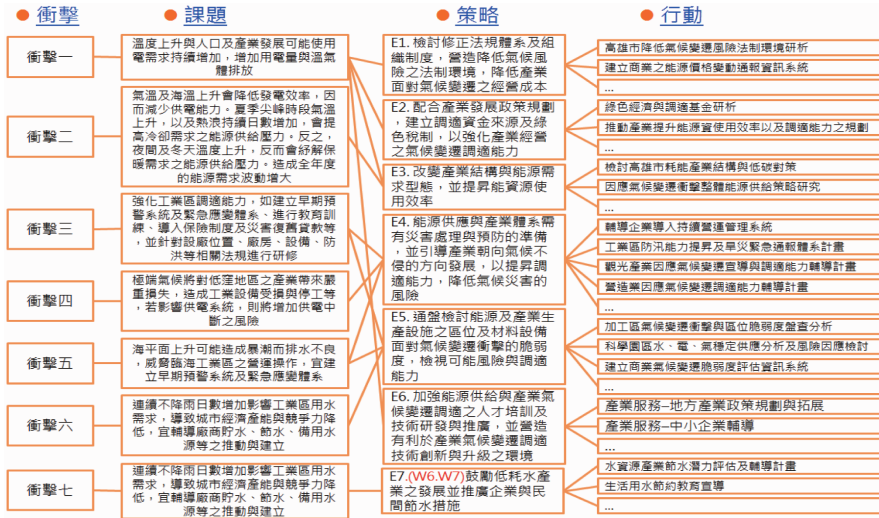 衝擊
課題
策略
行動
衝擊一
溫度上升與人口及產業發展可能使用
電需求持續增加，增加用電量與溫氣
體排放
衝擊二
氣溫及海溫上升會降低發電效率，因
而減少供電能力。夏季尖峰時段氣溫
上升，以及熱浪持續日數增加，會提
高冷卻需求之能源供給壓力。反之，
夜間及冬天溫度上升，反而會紓解保
暖需求之能源供給壓力。造成全年度
的能源需求波動增大
衝擊三
強化工業區調適能力，如建立早期預
警系統及緊急應變體系、進行教育訓
練、導入保險制度及災害復舊貸款等
，並針對設廠位置、廠房、設備、防
洪等相關法規進行研修
衝擊四
極端氣候將對低窪地區之產業帶來嚴
重損失，造成工業設備受損與停工等
，若影響供電系統，則將增加供電中
斷之風險
衝擊五
海平面上升可能造成暴潮而排水不良
，威脅臨海工業區之營運操作，宜建
立早期預警系統及緊急應變體系
衝擊六
連續不降雨日數增加影響工業區用水
需求，導致城市經濟產能與競爭力降
低，宜輔導廠商貯水、節水、備用水
源等之推動與建立
衝擊七
連續不降雨日數增加影響工業區用水
需求，導致城市經濟產能與競爭力降
低，宜輔導廠商貯水、節水、備用水
源等之推動與建立
E1. 檢討修正法規體系及組
織制度，營造降低氣候風
險之法制環境，降低產業
面對氣候變遷之經營成本
E2. 配合產業發展政策規劃
，建立調適資金來源及綠
色稅制，以強化產業經營
之氣候變遷調適能力
E3. 改變產業結構與能源需
求型態，並提昇能資源使
用效率
E4. 能源供應與產業體系需
有災害處理與預防的準備
，並引導產業朝向氣候不
侵的方向發展，以提昇調
適能力，降低氣候災害的
風險
E5. 通盤檢討能源及產業生
產設施之區位及材料設備
面對氣候變遷衝擊的脆弱
度，檢視可能風險與調適
能力
E6. 加強能源供給與產業氣
候變遷調適之人才培訓及
技術研發與推廣，並營造
有利於產業氣候變遷調適
技術創新與升級之環境
E7.(W6.W7)鼓勵低耗水產
業之發展並推廣企業與民
間節水措施
高雄市降低氣候變遷風險法制環境研析
建立商業之能源價格變動通報資訊系統
...
綠色經濟與調適基金研析
推動產業提升能源資使用效率以及調適能力之規劃
...
檢討高雄市耗能產業結構與低碳對策
因應氣候變遷衝擊整體能源供給策略研究
...
輔導企業導入持續營運管理系統
工業區防汛能力提昇及旱災緊急通報體系計畫
觀光產業因應氣候變遷宣導與調適能力輔導計畫
營造業因應氣候變遷調適能力輔導計畫
...
加工區氣候變遷衝擊與區位脆弱度盤查分析
科學園區水、電、氣穩定供應分析及風險因應檢討
建立商業氣候變遷脆弱度評估資訊系統
...
產業服務–地方產業政策規劃與拓展
產業服務–中小企業輔導
...
水資源產業節水潛力評估及輔導計畫
生活用水節約教育宣導
...